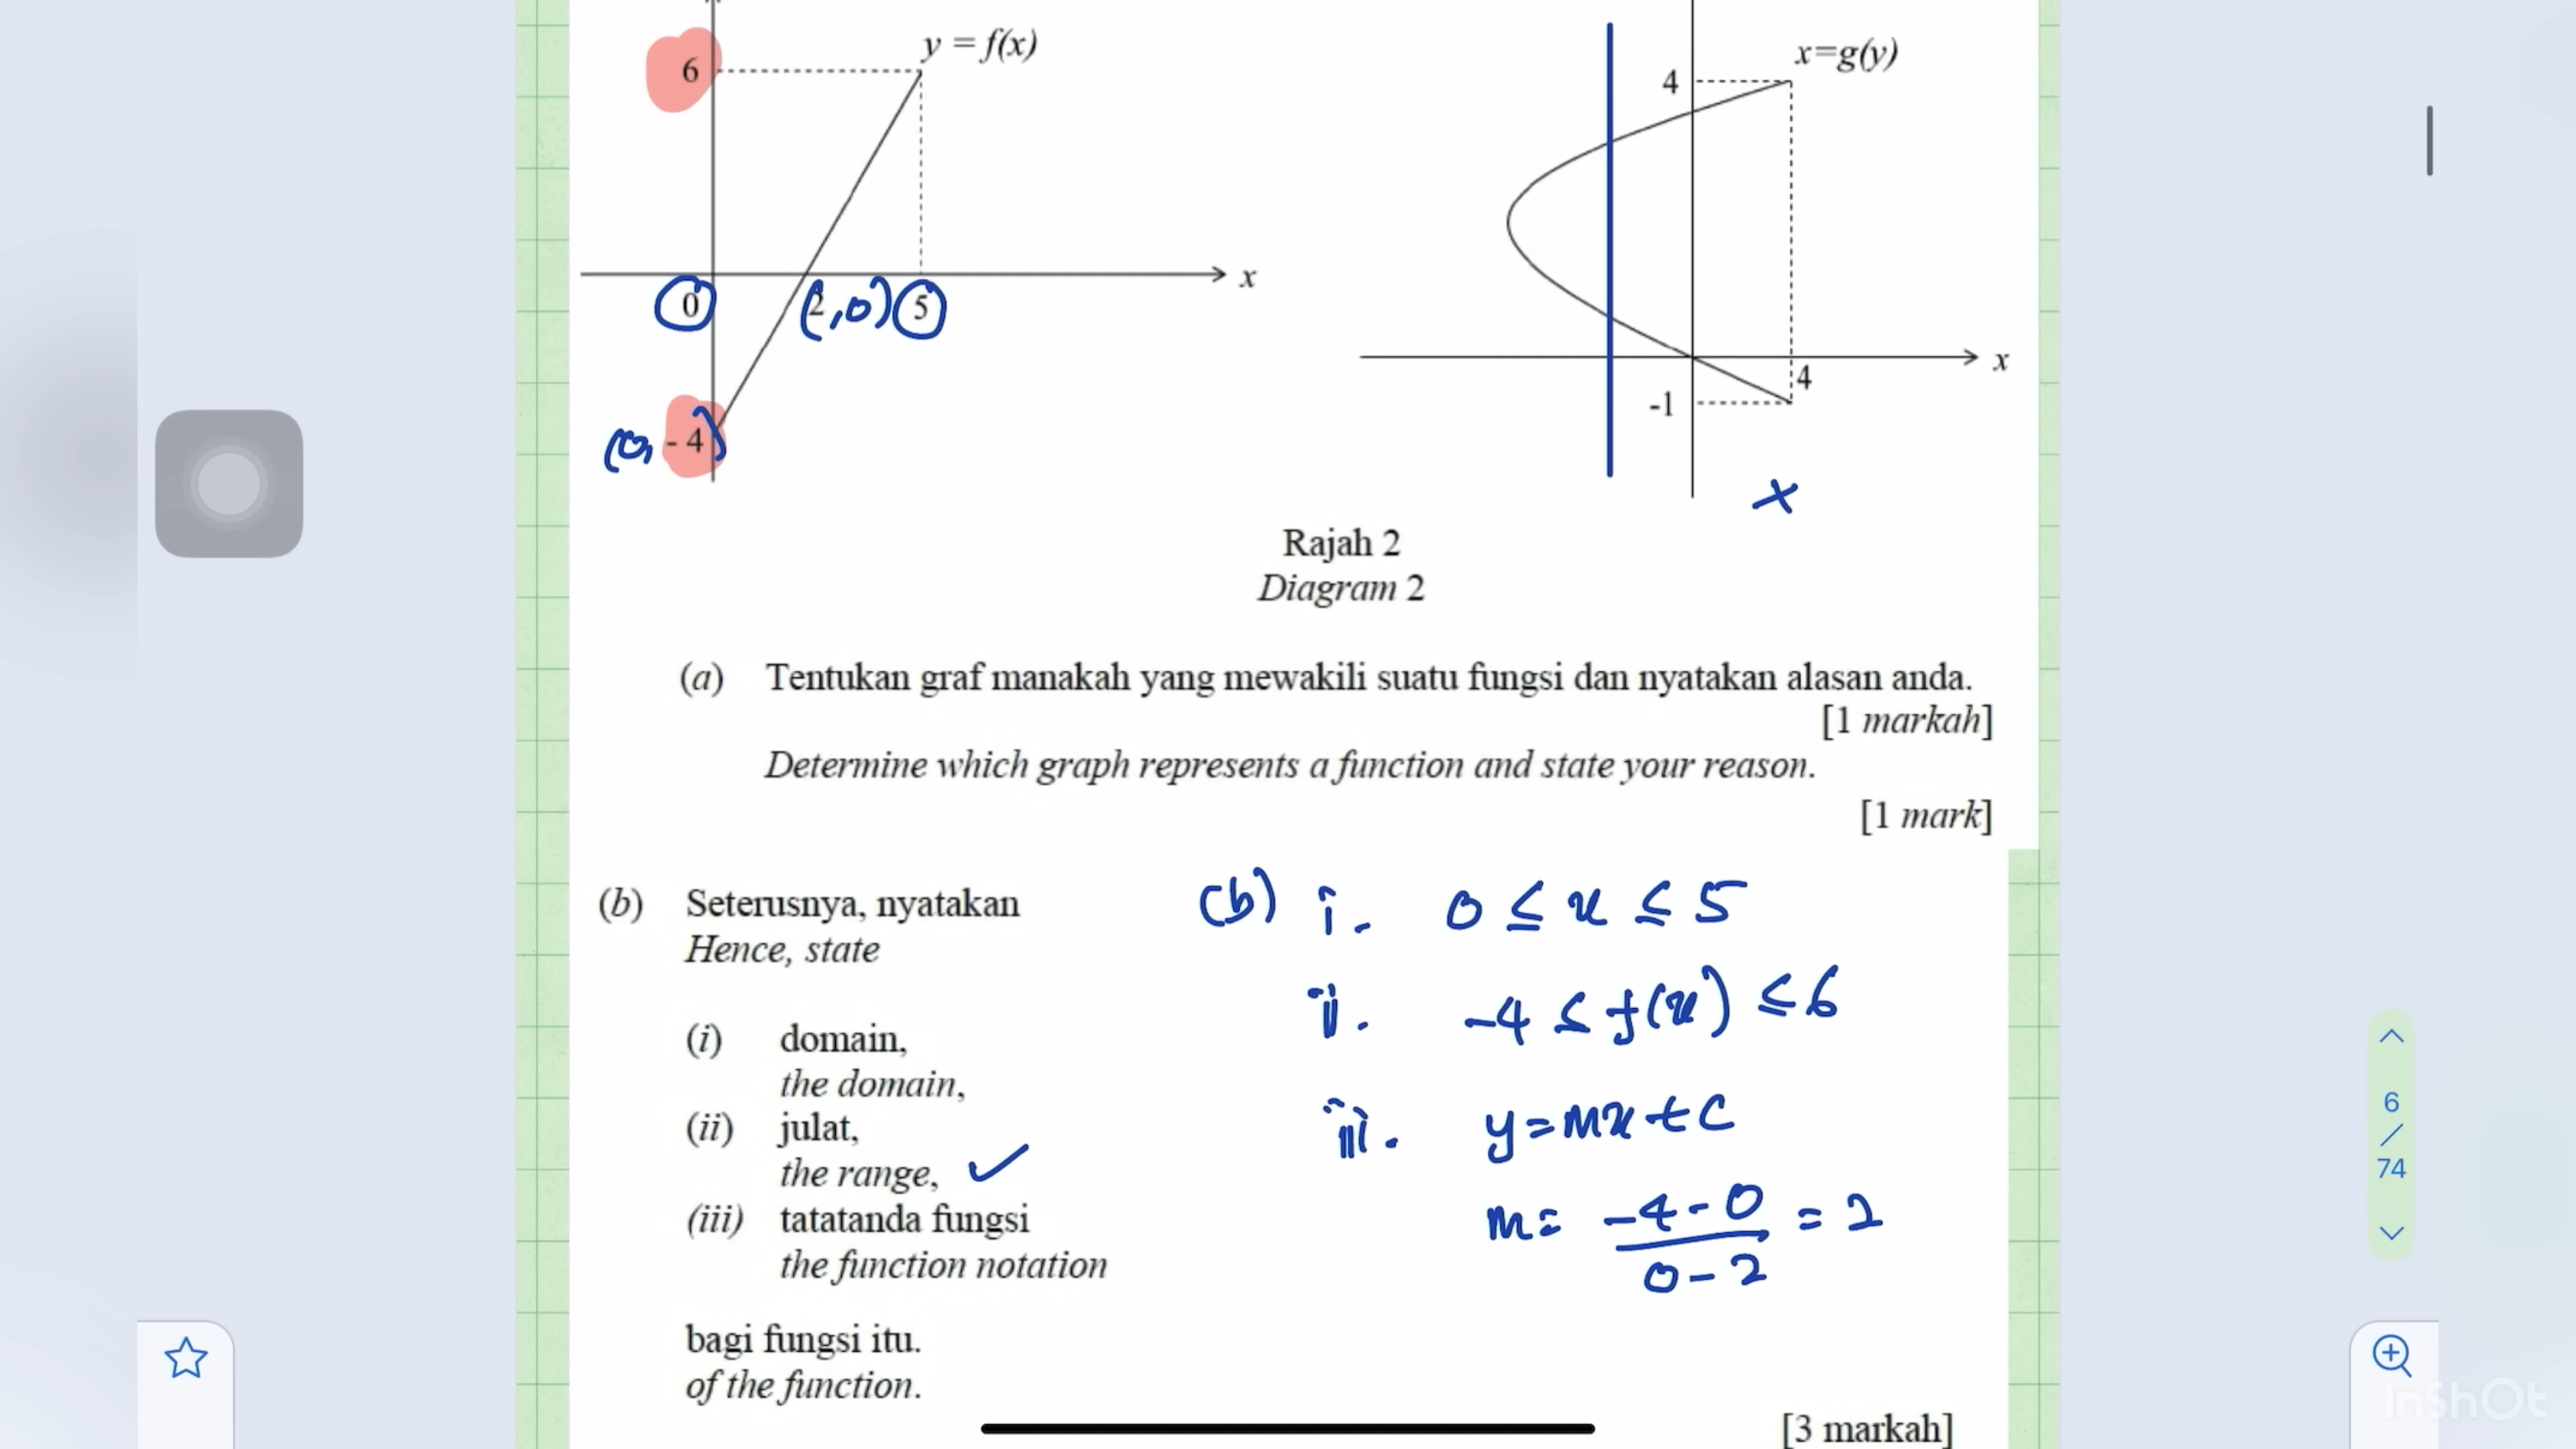 y = f(x)
6
x
0
(2,0)
5
(0, - 4)
x=g(y)
4
x
4
-1
x
Rajah 2
Diagram 2
(a) Tentukan graf manakah yang mewakili suatu fungsi dan nyatakan alasan anda.
[1 markah]
Determine which graph represents a function and state your reason.
[1 mark]
(b) Seterusnya, nyatakan
Hence, state
(i) domain,
the domain,
(ii) julat,
the range, ✓
(iii) tatatanda fungsi
the function notation
bagi fungsi itu.
of the function.
[3 markah]
(b) i. 0 ≤ x ≤ 5
ii. -4 ≤ f(x) ≤ 6
iii. y = mx + c
m = -4 - 0 / 0 - 2 = 2
6
/
74
InShOt